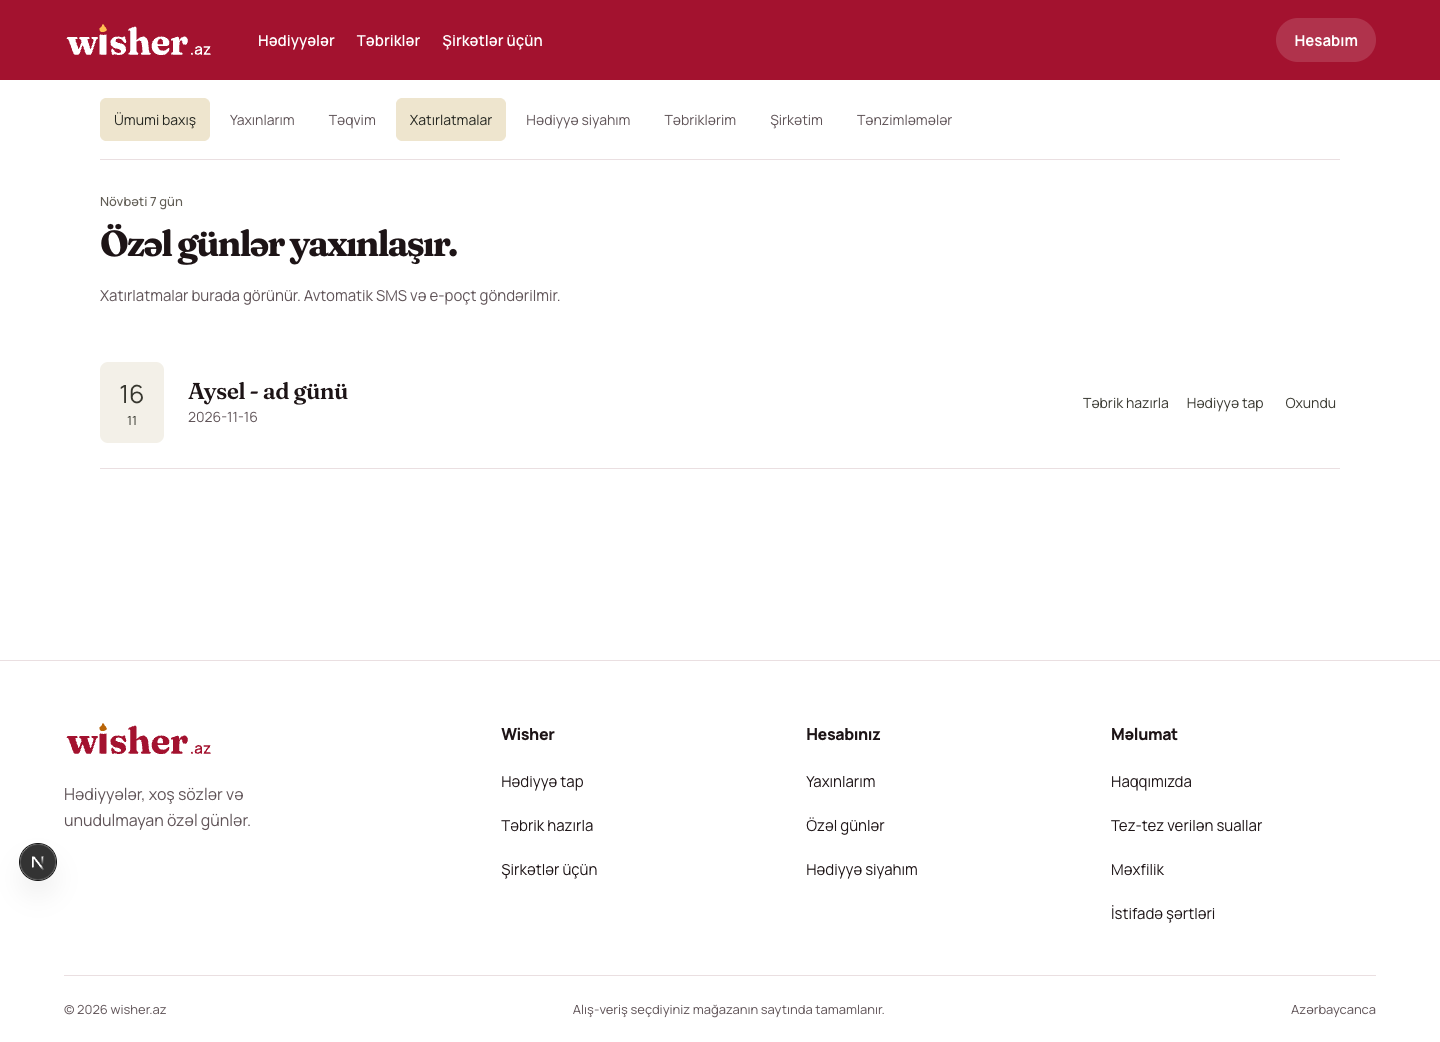 wisher.az
Hədiyyələr
Təbriklər
Şirkətlər üçün
Hesabım
Ümumi baxış
Yaxınlarım
Təqvim
Xatırlatmalar
Hədiyyə siyahım
Təbriklərim
Şirkətim
Tənzimləmələr
Növbəti 7 gün
Özəl günlər yaxınlaşır.
Xatırlatmalar burada görünür. Avtomatik SMS və e-poçt göndərilmir.
16
11
Aysel - ad günü
2026-11-16
Təbrik hazırla
Hədiyyə tap
Oxundu
wisher.az
Hədiyyələr, xoş sözlər və
unudulmayan özəl günlər.
Wisher
Hədiyyə tap
Təbrik hazırla
Şirkətlər üçün
Hesabınız
Yaxınlarım
Özəl günlər
Hədiyyə siyahım
Məlumat
Haqqımızda
Tez-tez verilən suallar
Məxfilik
İstifadə şərtləri
N
© 2026 wisher.az
Alış-veriş seçdiyiniz mağazanın saytında tamamlanır.
Azərbaycanca